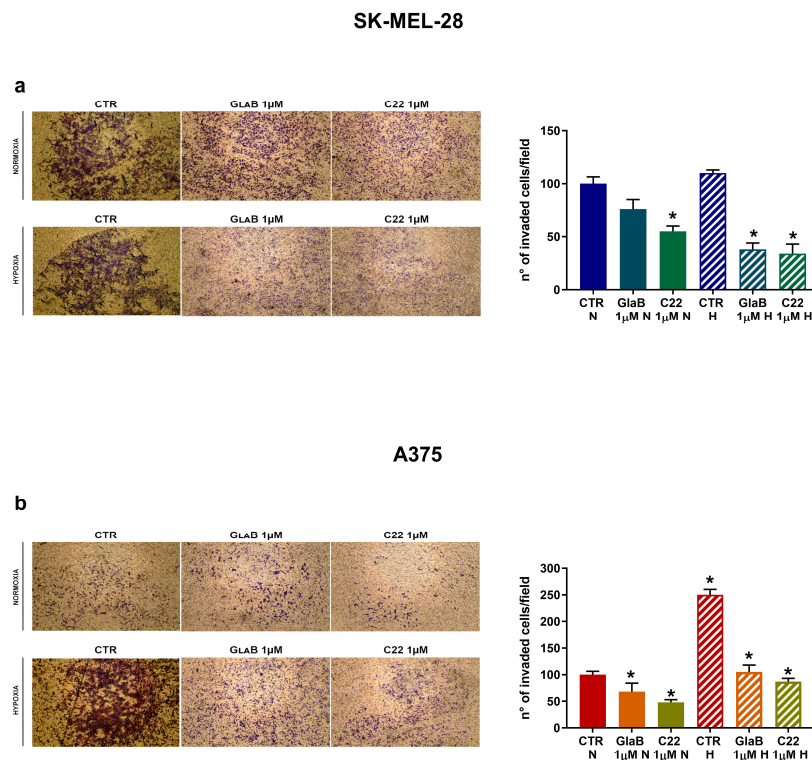 SK-MEL-28
a
CTR GLAB 1µM C22 1µM
NORMOXIA
CTR GLAB 1µM C22 1µM
HYPOXIA
n° of invaded cells/field
150
100
50
0
* * *
CTR GlaB C22 CTR GlaB C22
N 1µM N 1µM N H 1µM H 1µM H
A375
b
CTR GLAB 1µM C22 1µM
NORMOXIA
CTR GLAB 1µM C22 1µM
HYPOXIA
n° of invaded cells/field
300
250
200
150
100
50
0
* * * * *
CTR GlaB C22 CTR GlaB C22
N 1µM N 1µM N H 1µM H 1µM H